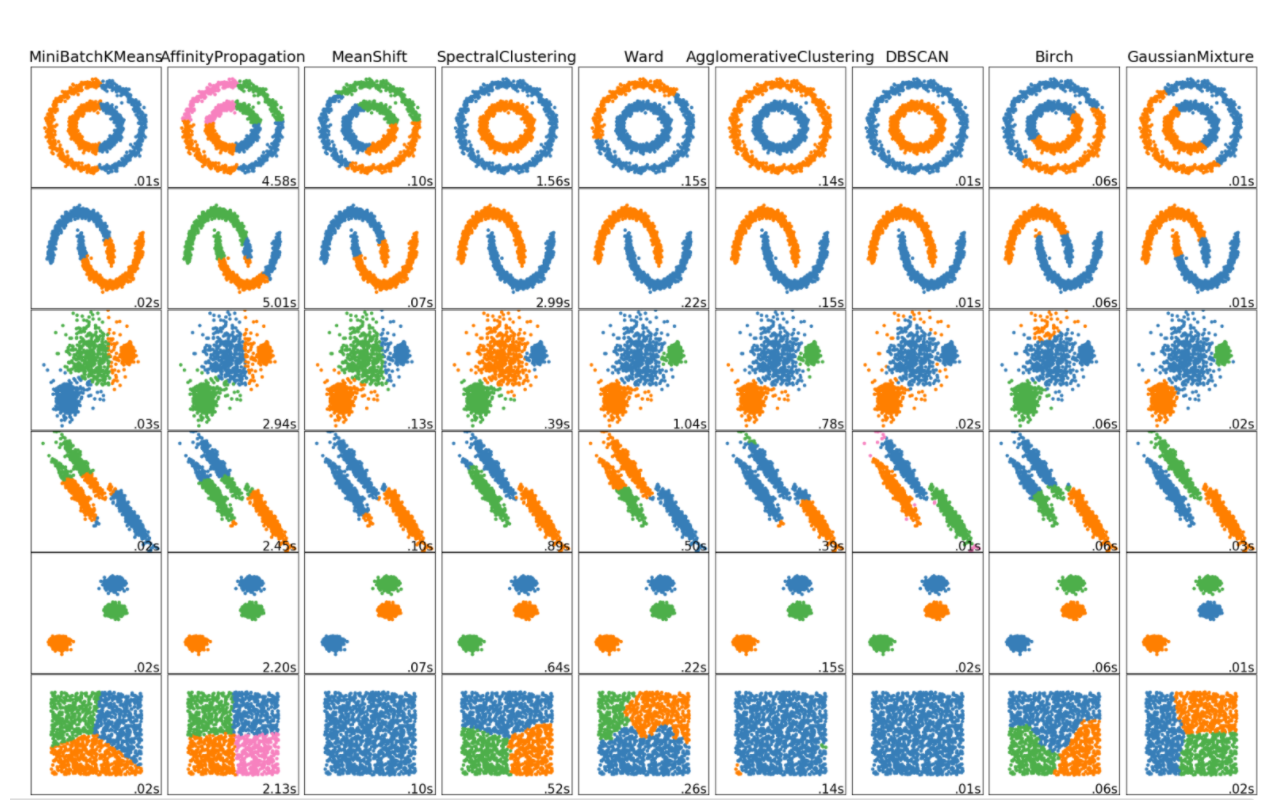 MiniBatchKMeans AffinityPropagation MeanShift SpectralClustering Ward AgglomerativeClustering DBSCAN Birch GaussianMixture
.01s 4.58s .10s 1.56s .15s .14s .01s .06s .01s
.02s 5.01s .07s 2.99s .22s .15s .01s .06s .01s
.03s 2.94s .13s .39s 1.04s .78s .02s .06s .02s
.02s 2.45s .10s .89s .50s .39s .01s .06s .03s
.02s 2.20s .07s .64s .22s .15s .02s .06s .01s
.02s 2.13s .10s .52s .26s .14s .01s .06s .02s